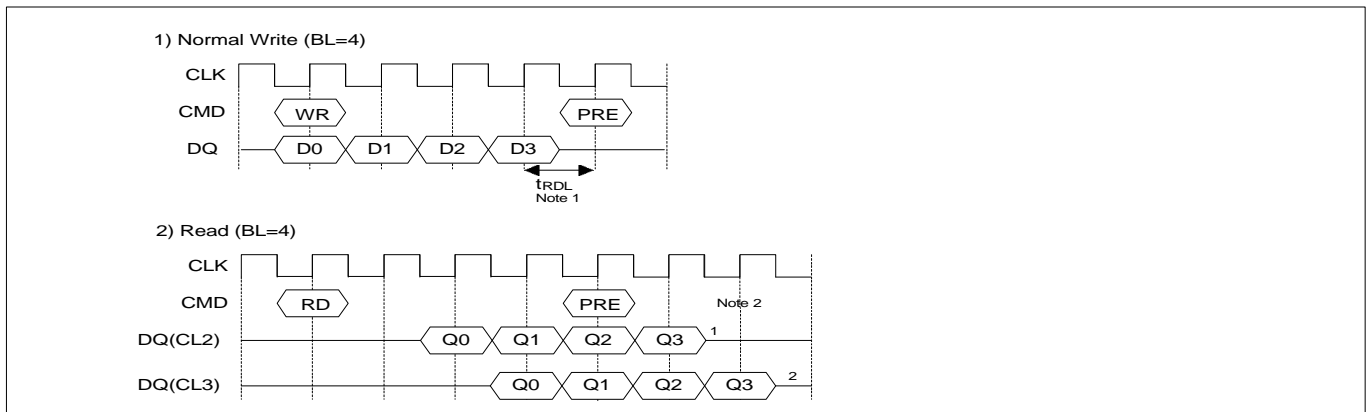 1) Normal Write (BL=4)
CLK
CMD WR PRE
DQ D0 D1 D2 D3
tRDL
Note 1
2) Read (BL=4)
CLK
CMD RD PRE Note 2
DQ(CL2) Q0 Q1 Q2 Q3 1
DQ(CL3) Q0 Q1 Q2 Q3 2